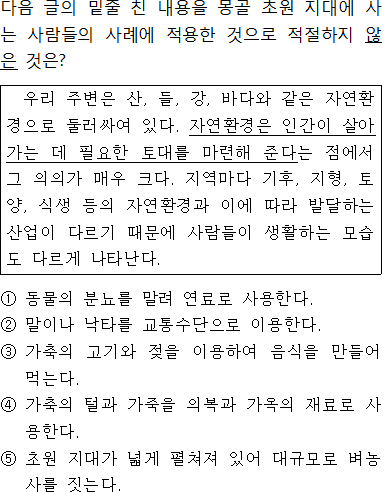 다음 글의 밑줄 친 내용을 몽골 초원 지대에 사
는 사람들의 사례에 적용한 것으로 적절하지 않
은 것은?
우리 주변은 산, 들, 강, 바다와 같은 자연환
경으로 둘러싸여 있다. 자연환경은 인간이 살아
가는 데 필요한 토대를 마련해 준다는 점에서
그 의의가 매우 크다. 지역마다 기후, 지형, 토
양, 식생 등의 자연환경과 이에 따라 발달하는
산업이 다르기 때문에 사람들이 생활하는 모습
도 다르게 나타난다.
① 동물의 분뇨를 말려 연료로 사용한다.
② 말이나 낙타를 교통수단으로 이용한다.
③ 가축의 고기와 젖을 이용하여 음식을 만들어
먹는다.
④ 가축의 털과 가죽을 의복과 가옥의 재료로 사
용한다.
⑤ 초원 지대가 넓게 펼쳐져 있어 대규모로 벼농
사를 짓는다.